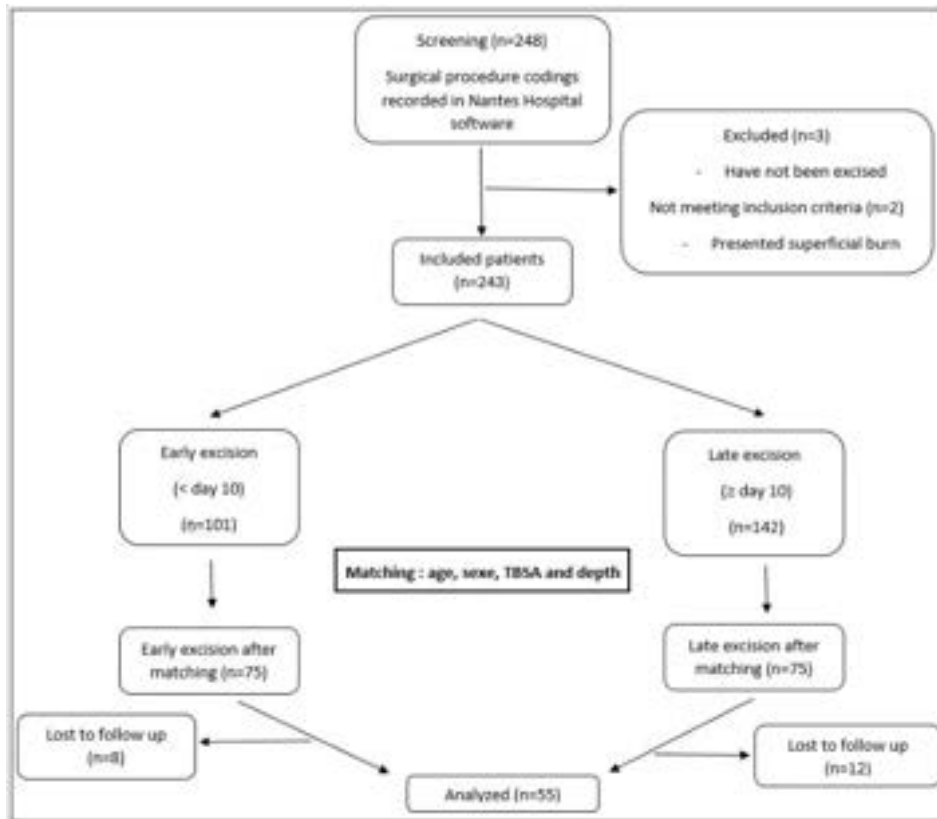 Screening (n=248)
Surgical procedure codings
recorded in Nantes Hospital
software
Excluded (n=3)
- Have not been excised
Not meeting inclusion criteria (n=2)
- Presented superficial burn
Included patients
(n=243)
Early excision
(< day 10)
(n=101)
Late excision
(≥ day 10)
(n=142)
Matching : age, sexe, TBSA and depth
Early excision after
matching (n=75)
Late excision after
matching (n=75)
Lost to follow up
(n=8)
Lost to follow up
(n=12)
Analyzed (n=55)